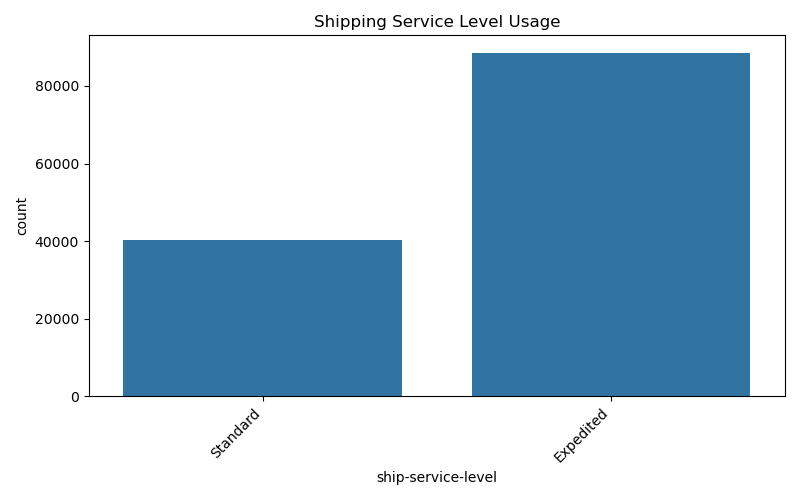 Shipping Service Level Usage
count
80000
60000
40000
20000
0
Standard
Expedited
ship-service-level